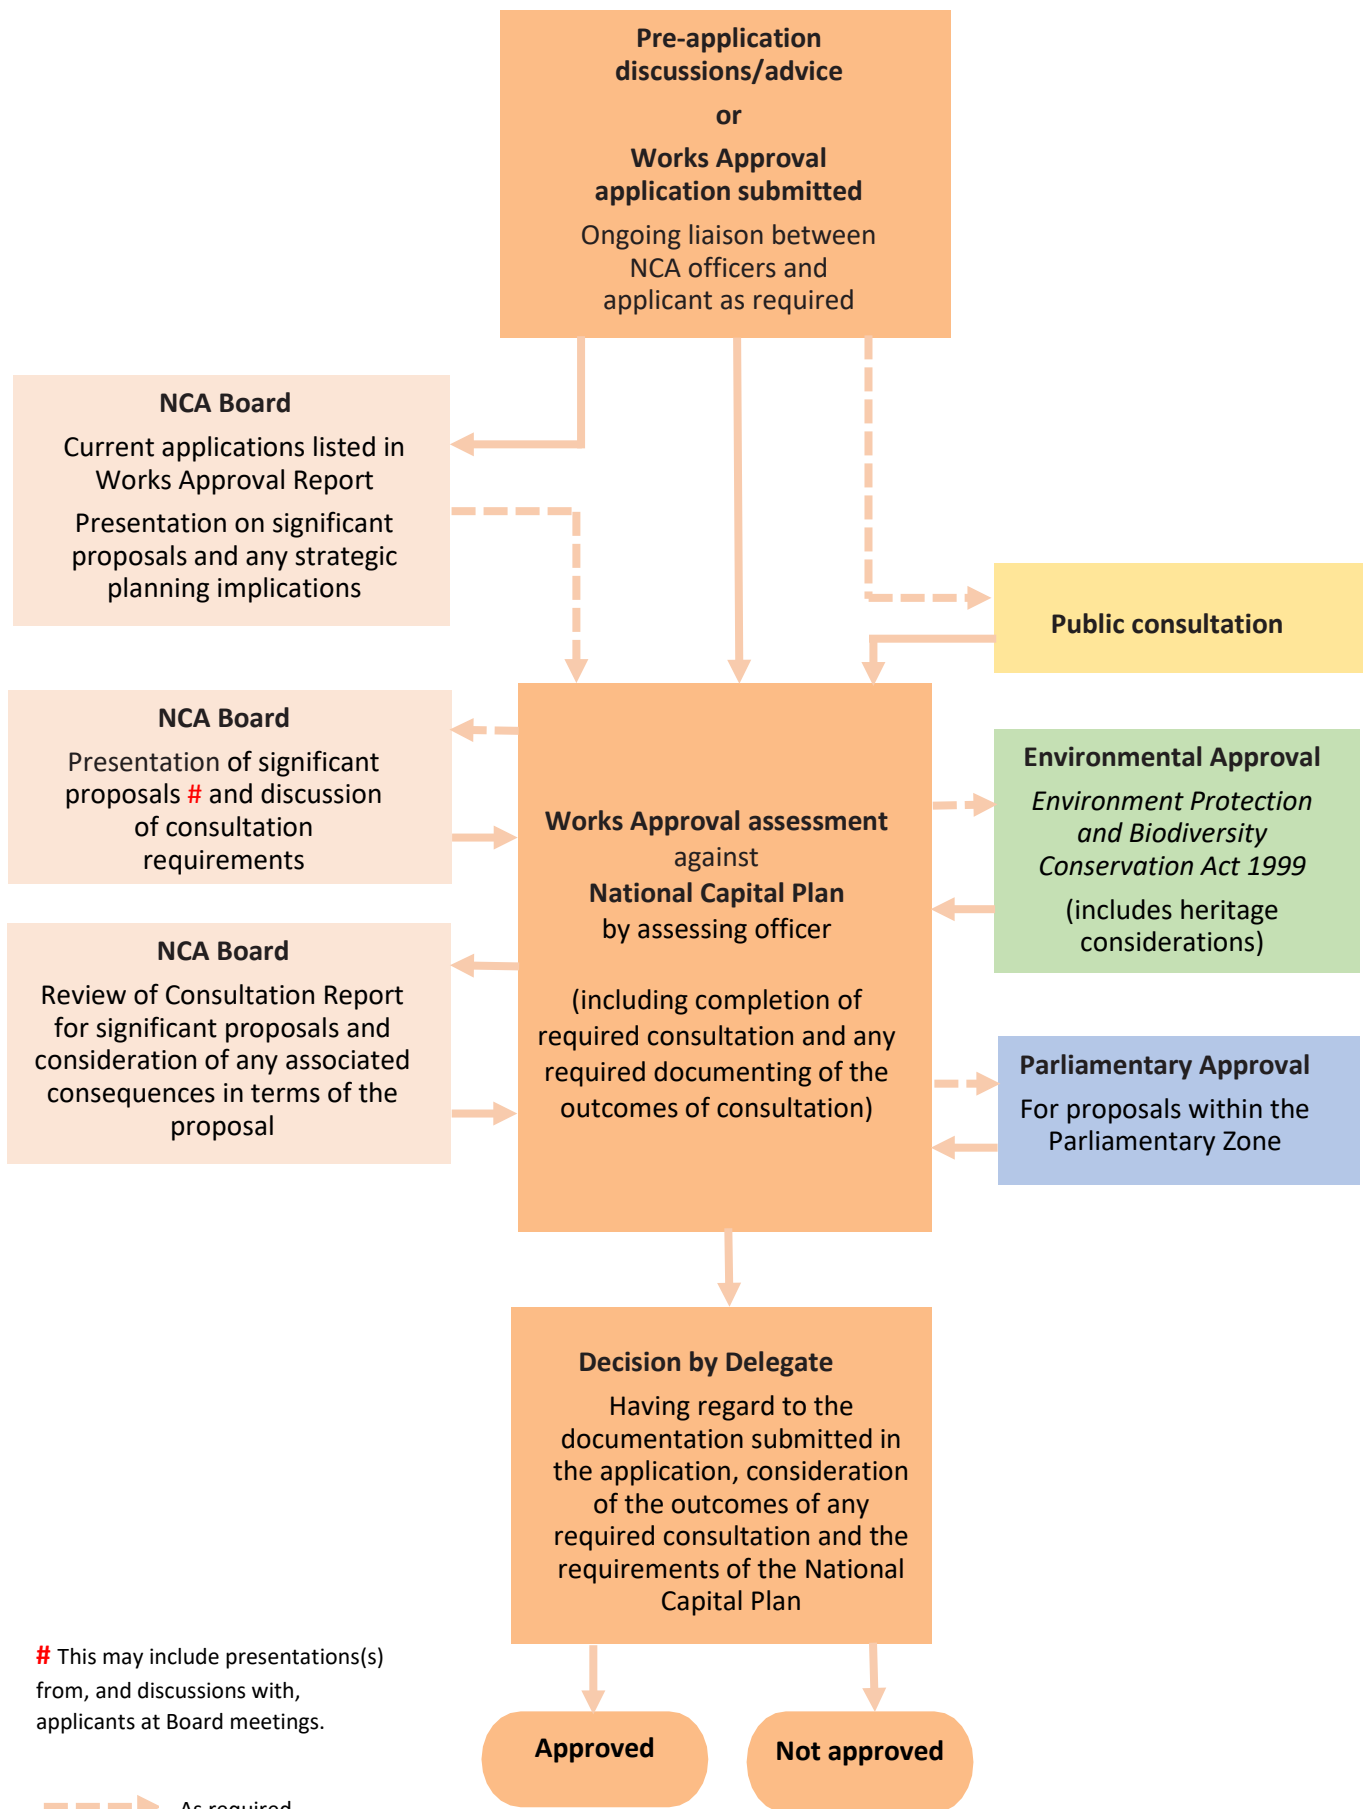 Pre-application
discussions/advice
or
Works Approval
application submitted
Ongoing liaison between
NCA officers and
applicant as required
NCA Board
Current applications listed in
Works Approval Report
Presentation on significant
proposals and any strategic
planning implications
Public consultation
NCA Board
Presentation of significant
proposals # and discussion
of consultation
requirements
Environmental Approval
Environment Protection
and Biodiversity
Conservation Act 1999
(includes heritage
considerations)
Works Approval assessment
against
National Capital Plan
by assessing officer
(including completion of
required consultation and any
required documenting of the
outcomes of consultation)
NCA Board
Review of Consultation Report
for significant proposals and
consideration of any associated
consequences in terms of the
proposal
Parliamentary Approval
For proposals within the
Parliamentary Zone
Decision by Delegate
Having regard to the
documentation submitted in
the application, consideration
of the outcomes of any
required consultation and the
requirements of the National
Capital Plan
# This may include presentations(s)
from, and discussions with,
applicants at Board meetings.
Approved
Not approved
As required